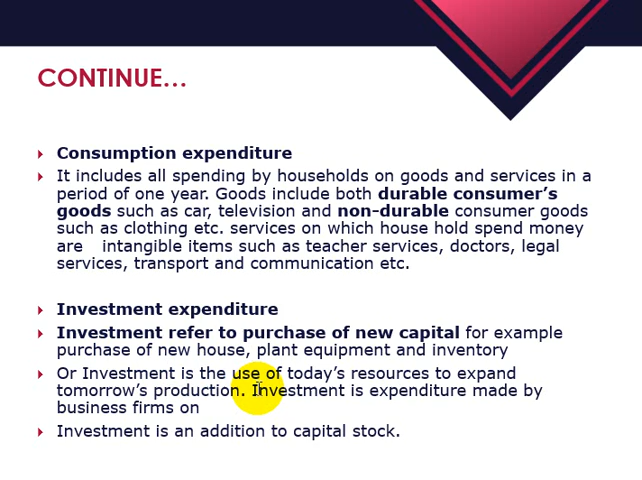 CONTINUE...
Consumption expenditure
It includes all spending by households on goods and services in a
period of one year. Goods include both durable consumer's
goods such as car, television and non-durable consumer goods
such as clothing etc. services on which house hold spend money
are intangible items such as teacher services, doctors, legal
services, transport and communication etc.
Investment expenditure
Investment refer to purchase of new capital for example
purchase of new house, plant equipment and inventory
Or Investment is the use of today's resources to expand
tomorrow's production. Investment is expenditure made by
business firms on
Investment is an addition to capital stock.